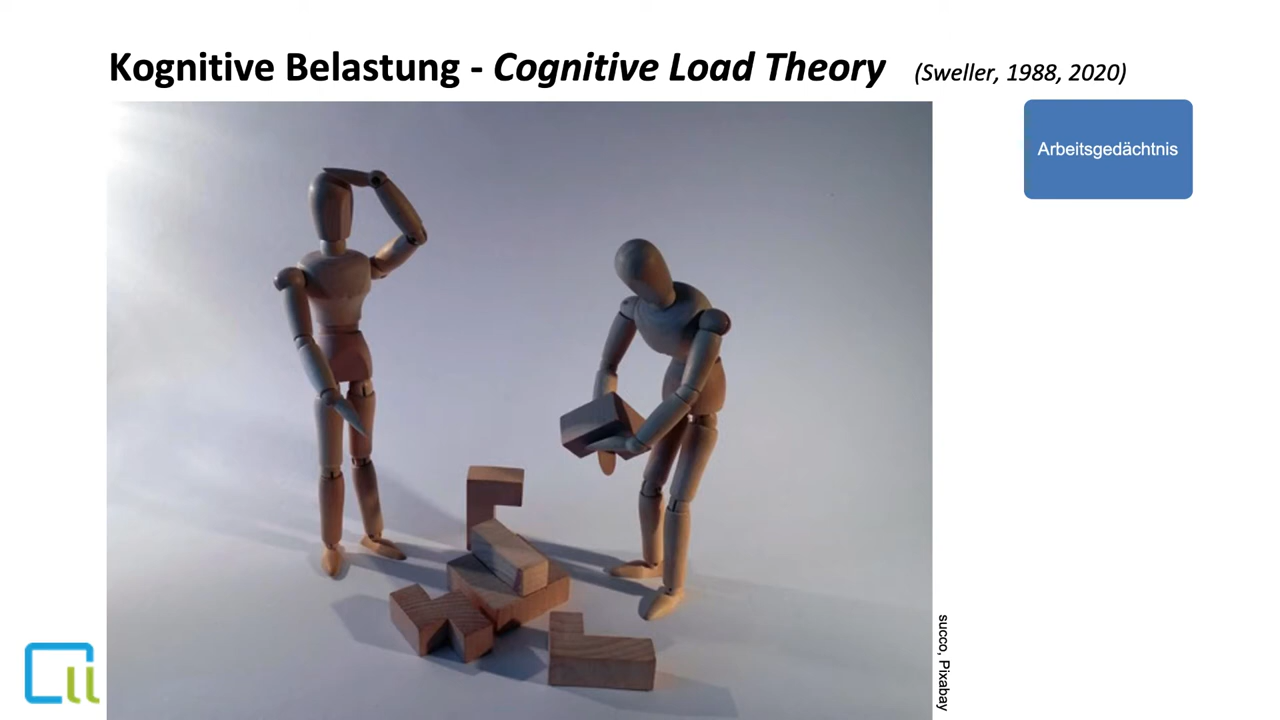 Kognitive Belastung - Cognitive Load Theory (Sweller, 1988, 2020)
Arbeitsgedächtnis
succo, Pixabay